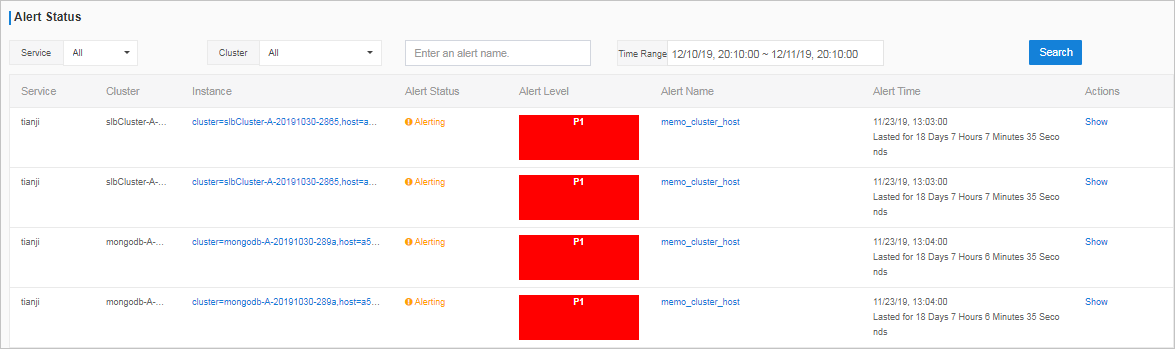 Alert Status
Service All Cluster All Enter an alert name. Time Range 12/10/19, 20:10:00 ~ 12/11/19, 20:10:00 Search
Service Cluster Instance Alert Status Alert Level Alert Name Alert Time Actions
tianji slbCluster-A-... cluster=slbCluster-A-20191030-2865,host=a... Alerting P1 memo_cluster_host 11/23/19, 13:03:00 Show
Lasted for 18 Days 7 Hours 7 Minutes 35 Seco
nds
tianji slbCluster-A-... cluster=slbCluster-A-20191030-2865,host=a... Alerting P1 memo_cluster_host 11/23/19, 13:03:00 Show
Lasted for 18 Days 7 Hours 7 Minutes 35 Seco
nds
tianji mongodb-A-... cluster=mongodb-A-20191030-289a,host=a5... Alerting P1 memo_cluster_host 11/23/19, 13:04:00 Show
Lasted for 18 Days 7 Hours 6 Minutes 35 Seco
nds
tianji mongodb-A-... cluster=mongodb-A-20191030-289a,host=a5... Alerting P1 memo_cluster_host 11/23/19, 13:04:00 Show
Lasted for 18 Days 7 Hours 6 Minutes 35 Seco
nds